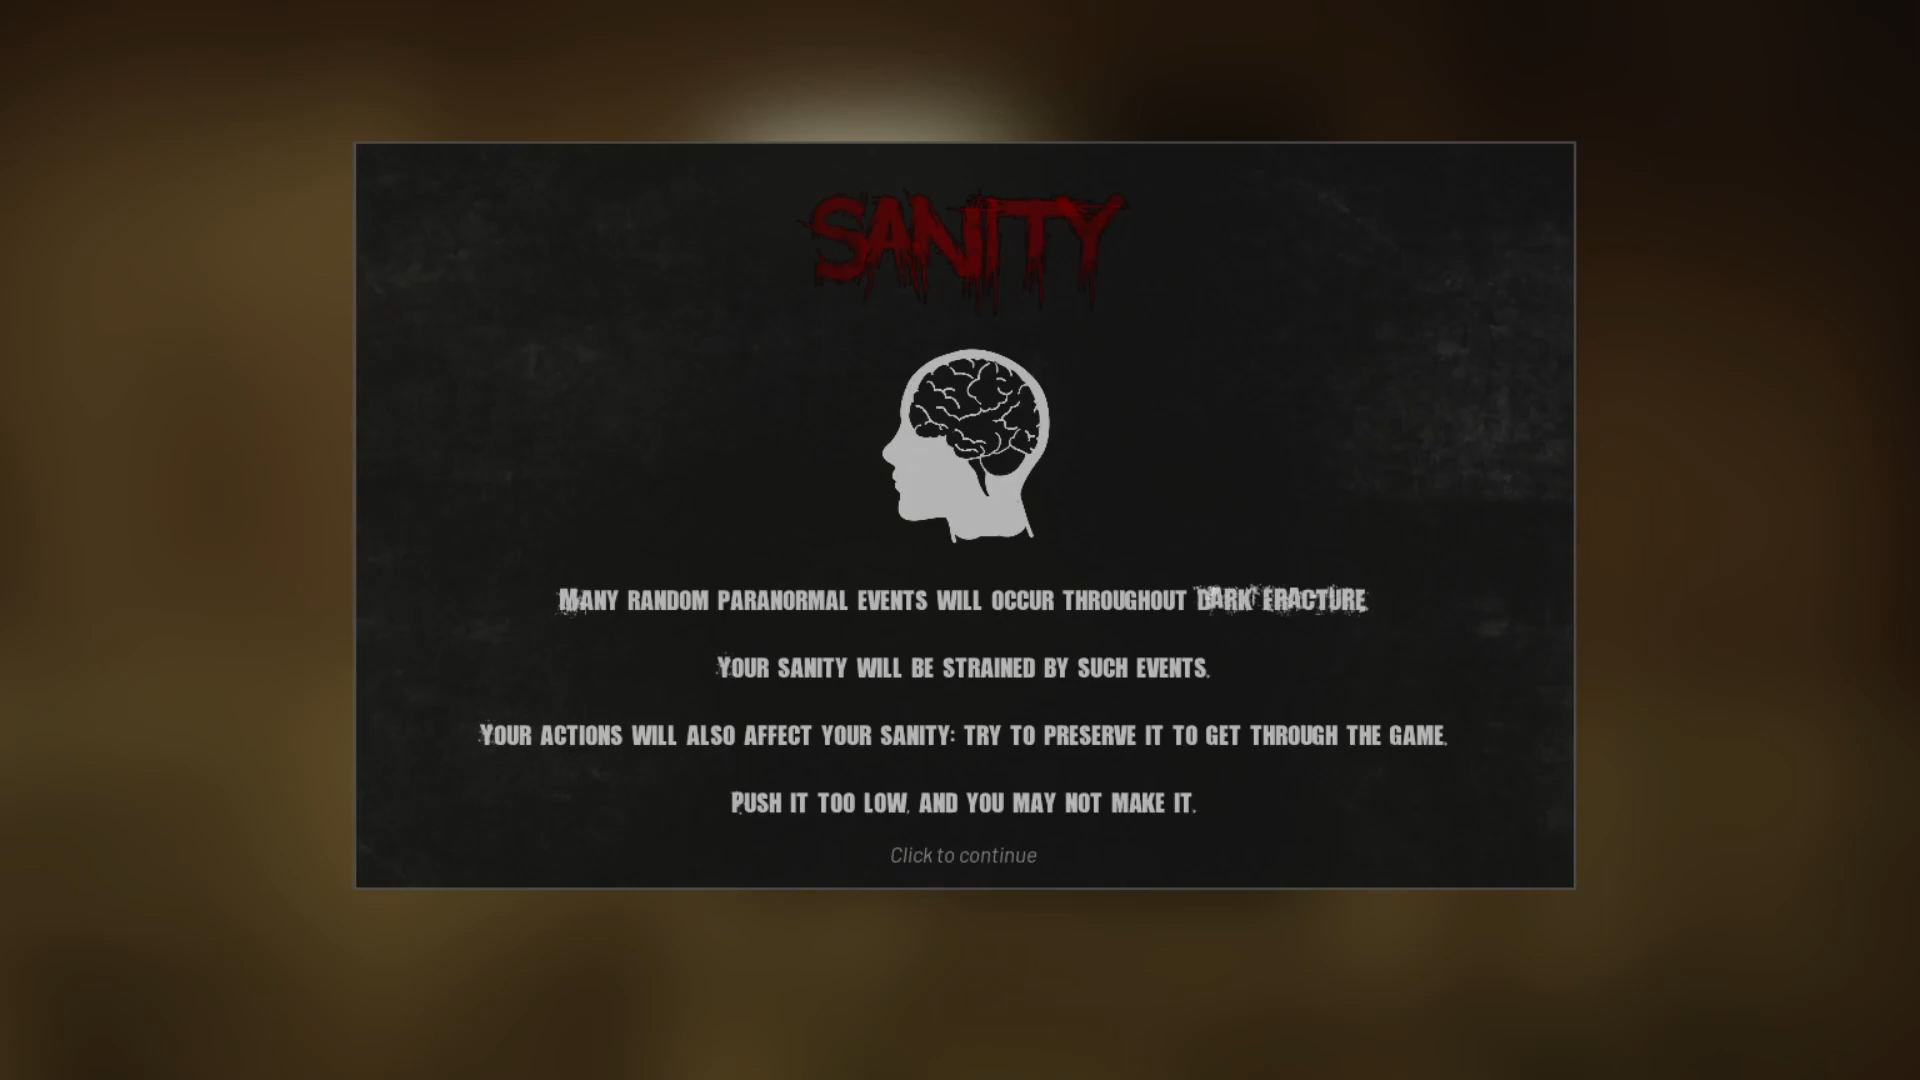 SANITY
MANY RANDOM PARANORMAL EVENTS WILL OCCUR THROUGHOUT DARK FRACTURE.
YOUR SANITY WILL BE STRAINED BY SUCH EVENTS.
YOUR ACTIONS WILL ALSO AFFECT YOUR SANITY: TRY TO PRESERVE IT TO GET THROUGH THE GAME.
PUSH IT TOO LOW, AND YOU MAY NOT MAKE IT.
Click to continue